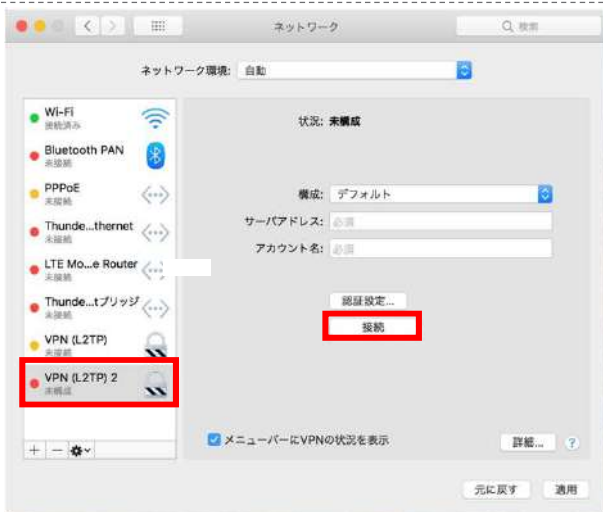 ネットワーク
検索
ネットワーク環境: 自動
Wi-Fi
接続済み
Bluetooth PAN
未接続
PPPoE
未接続
Thunde...thernet
未接続
LTE Mo...e Router
未接続
Thunde...tブリッジ
未接続
VPN (L2TP)
未接続
VPN (L2TP) 2
未構成
状況: 未構成
構成: デフォルト
サーバアドレス: 必須
アカウント名: 必須
認証設定...
接続
メニューバーにVPNの状況を表示
詳細... ?
元に戻す 適用